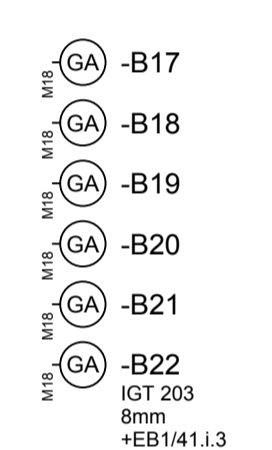 M18 GA -B17
M18 GA -B18
M18 GA -B19
M18 GA -B20
M18 GA -B21
M18 GA -B22
IGT 203
8mm
+EB1/41.i.3